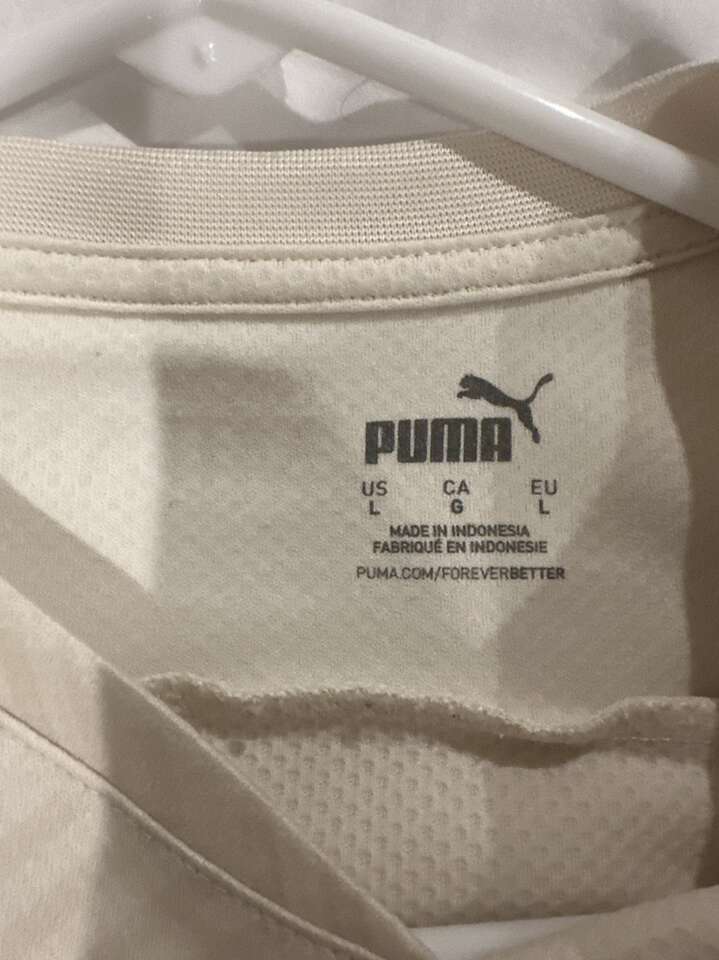 PUMA
US CA EU
L G L
MADE IN INDONESIA
FABRIQUÉ EN INDONESIE
PUMA.COM/FOREVERBETTER